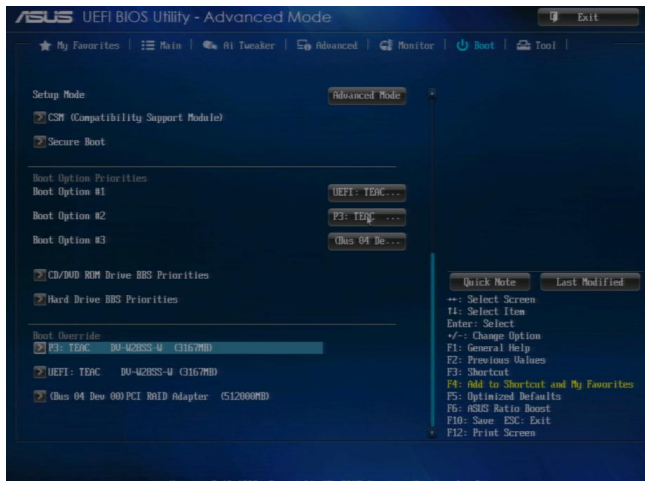 ASUS UEFI BIOS Utility - Advanced Mode
Exit
My Favorites | Main | Ai Tweaker | Advanced | Monitor | Boot | Tool
Setup Mode
Advanced Mode
CSM (Compatibility Support Module)
Secure Boot
Boot Option Priorities
Boot Option #1
UEFI: TEAC...
Boot Option #2
P3: TEAC ...
Boot Option #3
(Bus 04 De...
CD/DVD ROM Drive BBS Priorities
Hard Drive BBS Priorities
Boot Override
P3: TEAC DV-W28SS-W (3167MB)
UEFI: TEAC DV-W28SS-W (3167MB)
(Bus 04 Dev 00)PCI RAID Adapter (512000MB)
Quick Note
Last Modified
→←: Select Screen
↑↓: Select Item
Enter: Select
+/-: Change Option
F1: General Help
F2: Previous Values
F3: Shortcut
F4: Add to Shortcut and My Favorites
F5: Optimized Defaults
F6: ASUS Ratio Boost
F10: Save ESC: Exit
F12: Print Screen